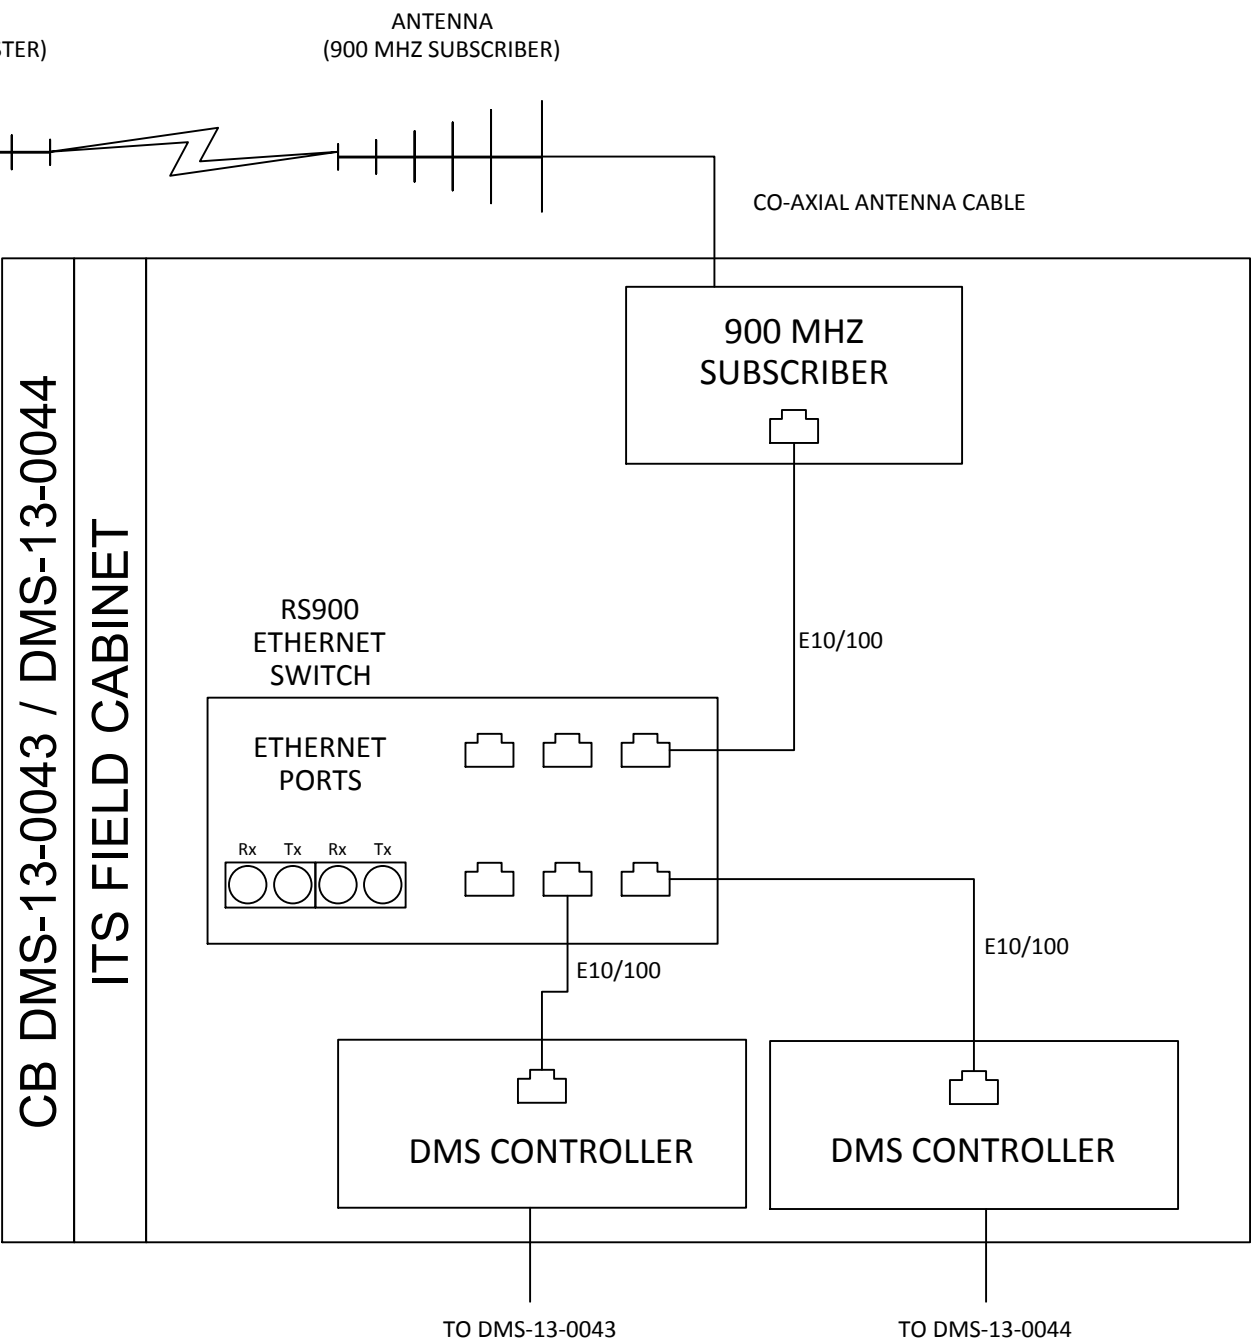 ANTENNA
(900 MHZ SUBSCRIBER)
CO-AXIAL ANTENNA CABLE
CB DMS-13-0043 / DMS-13-0044
ITS FIELD CABINET
900 MHZ
SUBSCRIBER
E10/100
RS900
ETHERNET
SWITCH
ETHERNET
PORTS
Rx Tx Rx Tx
E10/100
E10/100
DMS CONTROLLER
DMS CONTROLLER
TO DMS-13-0043
TO DMS-13-0044